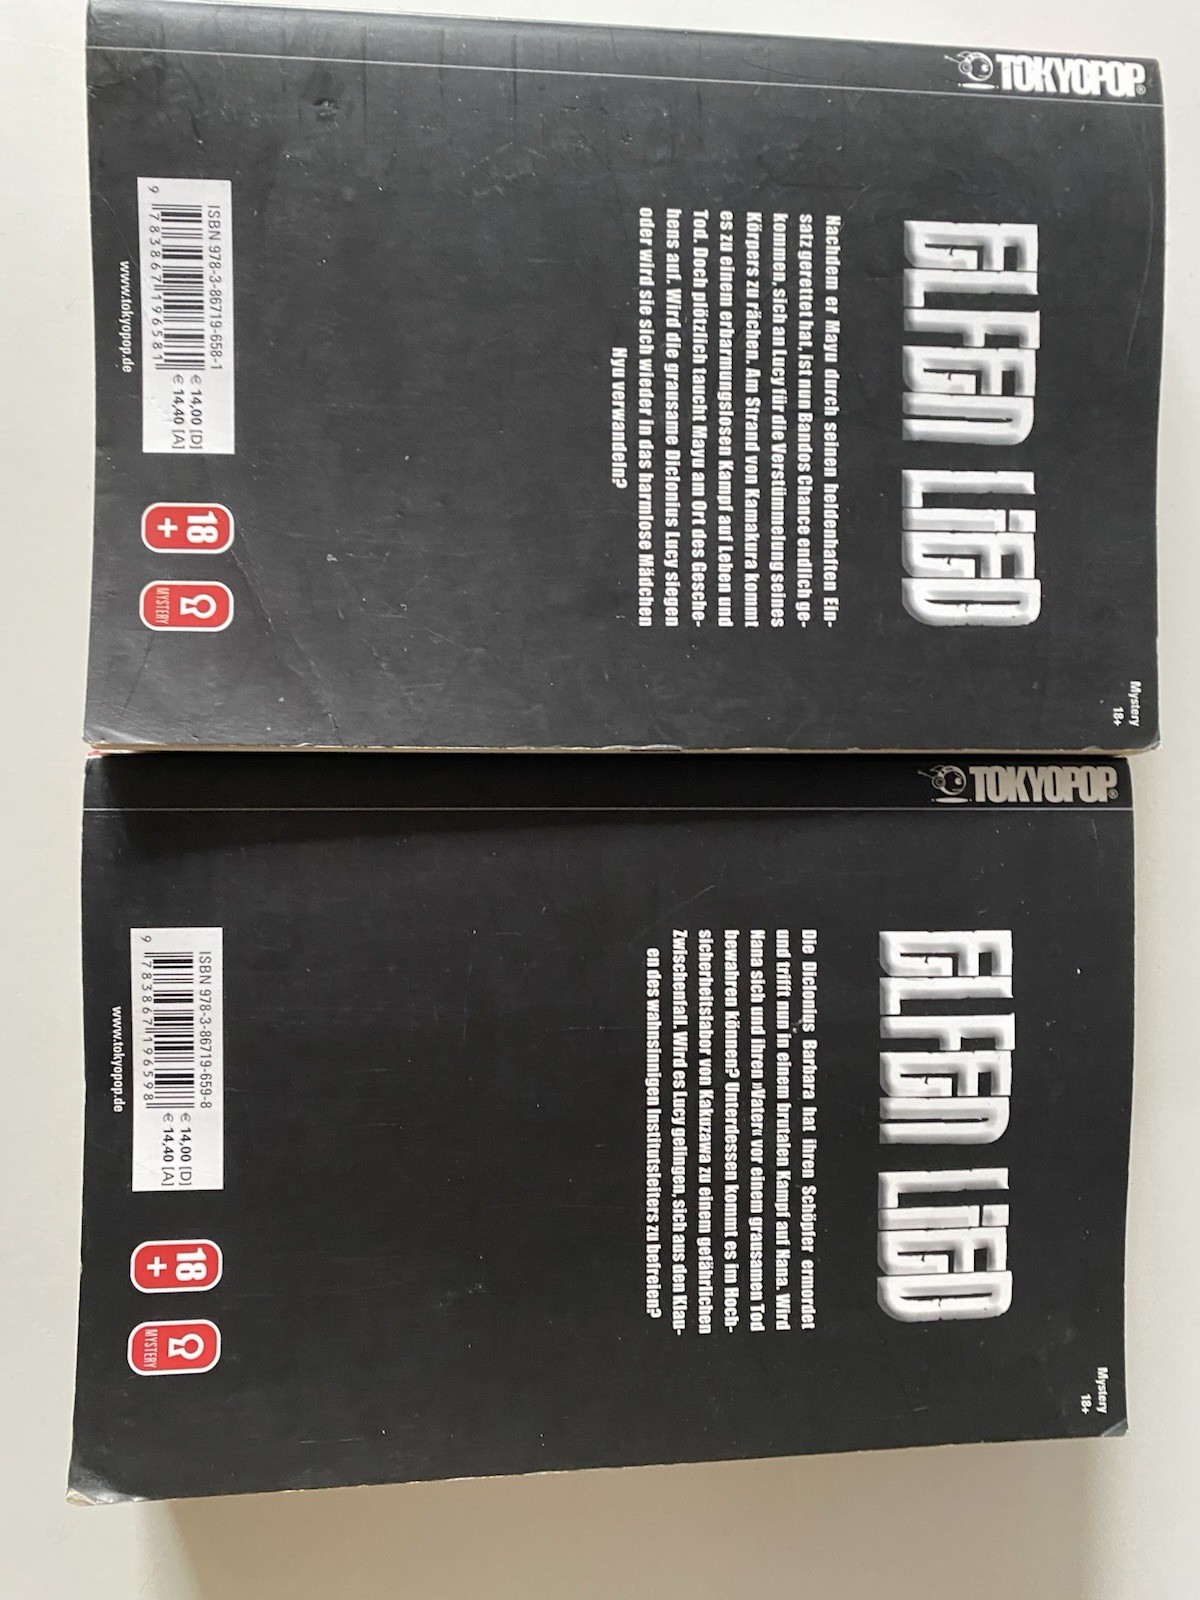 TOKYOPOP®
Mystery
18+
ELFEN LIED
Nachdem er Mayu durch seinen heldenhaften Ein-
satz gerettet hat, ist nun Bandos Chance endlich ge-
kommen, sich an Lucy für die Verstümmelung seines
Körpers zu rächen. Am Strand von Kamakura kommt
es zu einem erbarmungslosen Kampf auf Leben und
Tod. Doch plötzlich taucht Mayu am Ort des Gesche-
hens auf. Wird die grausame Diclonius Lucy siegen
oder wird sie sich wieder in das harmlose Mädchen
Nyu verwandeln?
ISBN 978-3-86719-658-1
€ 14,00 [D]
€ 14,40 [A]
9 783867 196581
www.tokyopop.de
18
+
MYSTERY
TOKYOPOP®
Mystery
18+
ELFEN LIED
Die Diclonius Barbara hat ihren Schöpfer ermordet
und trifft nun in einem brutalen Kampf auf Nana. Wird
Nana sich und ihren »Vater« vor einem grausamen Tod
bewahren können? Unterdessen kommt es im Hoch-
sicherheitslabor von Kakuzawa zu einem gefährlichen
Zwischenfall. Wird es Lucy gelingen, sich aus den Klau-
en des wahnsinnigen Institutsleiters zu befreien?
ISBN 978-3-86719-659-8
€ 14,00 [D]
€ 14,40 [A]
9 783867 196598
www.tokyopop.de
18
+
MYSTERY